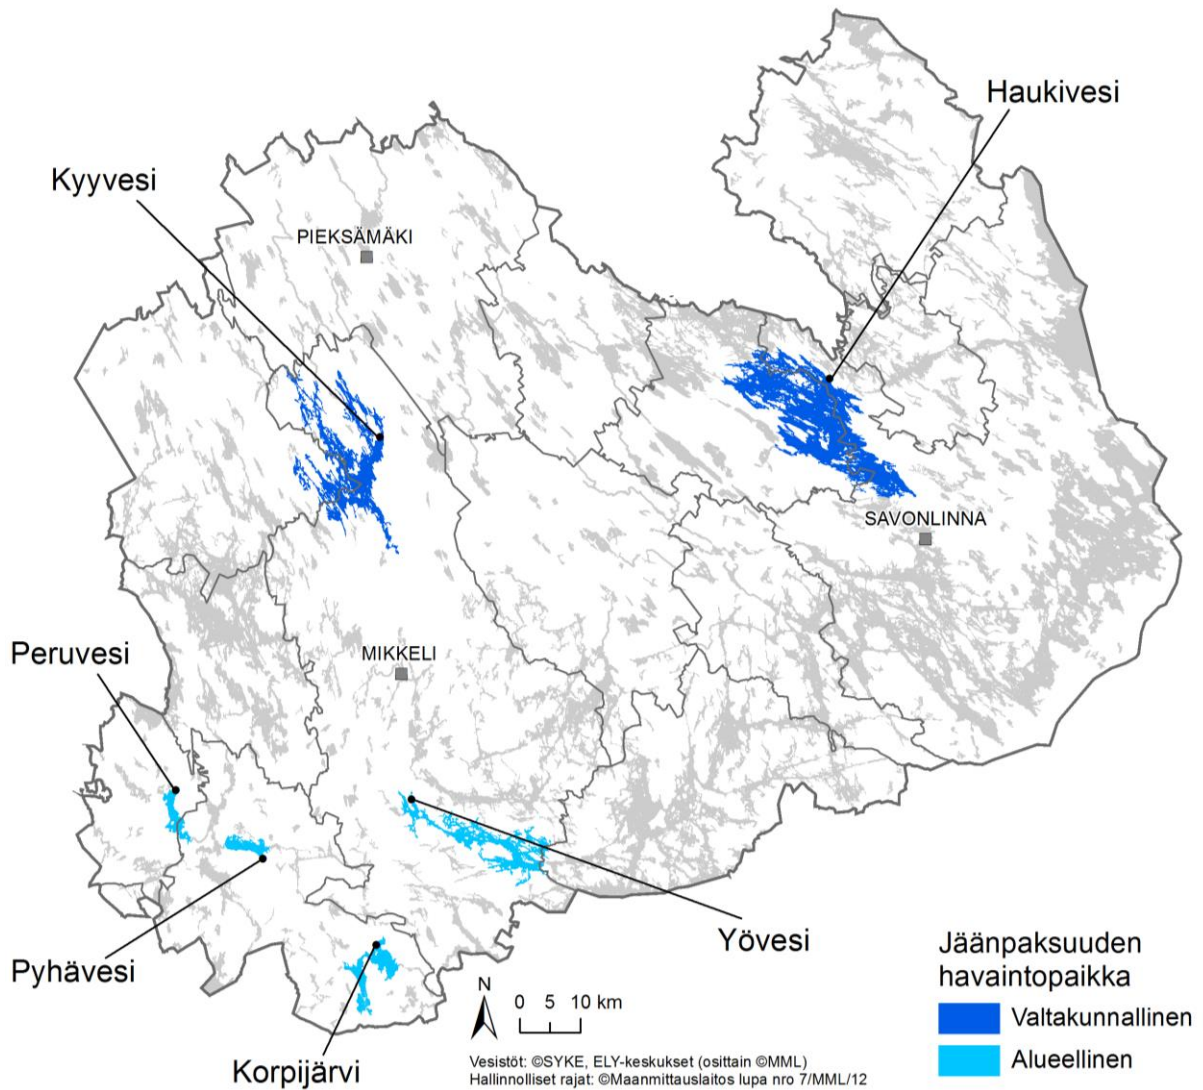 Haukivesi
Kyyvesi
PIEKSÄMÄKI
SAVONLINNA
Peruvesi
MIKKELI
Yövesi
Pyhävesi
Korpijärvi
N
0 5 10 km
Jäänpaksuuden
havaintopaikka
Valtakunnallinen
Alueellinen
Vesistöt: ©SYKE, ELY-keskukset (osittain ©MML)
Hallinnolliset rajat: ©Maanmittauslaitos lupa nro 7/MML/12